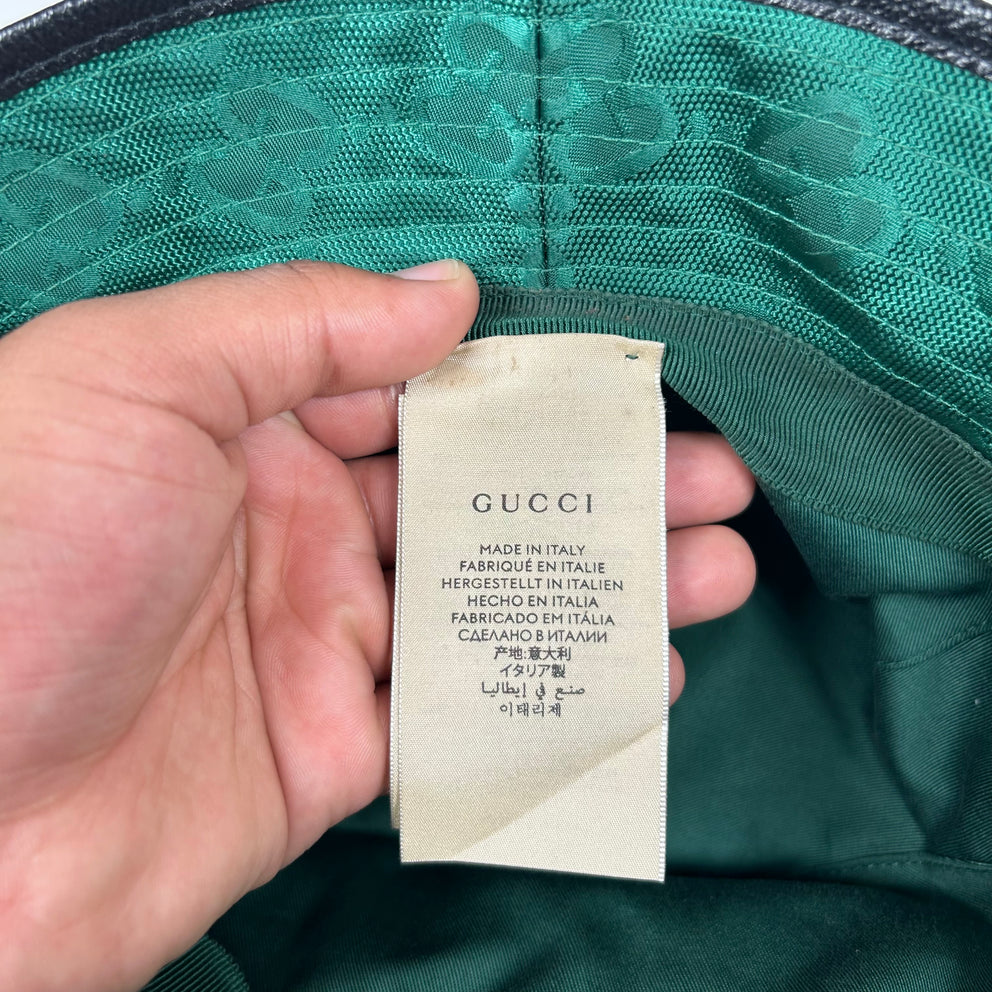 GUCCI
MADE IN ITALY
FABRIQUÉ EN ITALIE
HERGESTELLT IN ITALIEN
HECHO EN ITALIA
FABRICADO EM ITÁLIA
СДЕЛАНО В ИТАЛИИ
产地:意大利
イタリア製
صنع في إيطاليا
이태리제